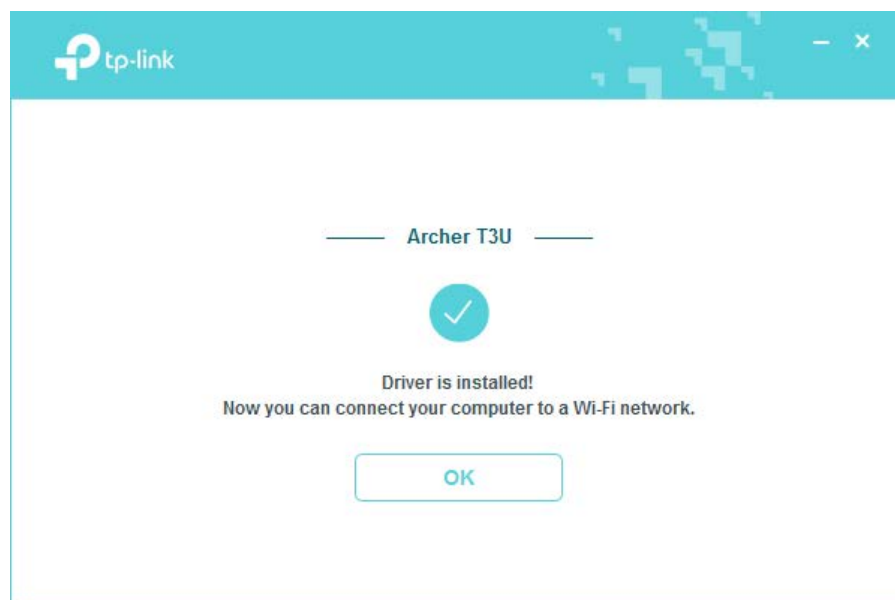 tp-link
Archer T3U
Driver is installed!
Now you can connect your computer to a Wi-Fi network.
OK